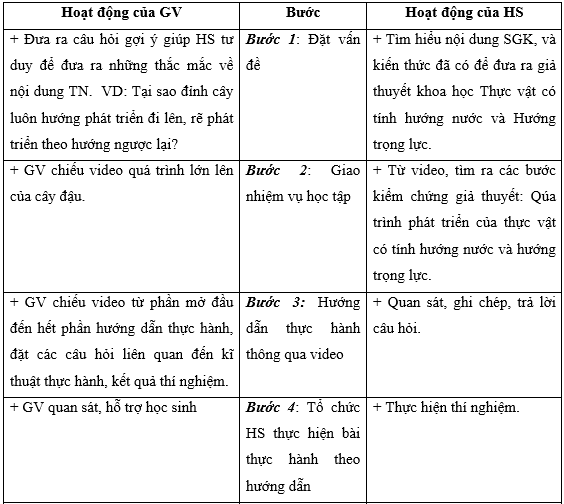 Hoạt động của GV
Bước
Hoạt động của HS
+ Đưa ra câu hỏi gợi ý giúp HS tư
duy để đưa ra những thắc mắc về
nội dung TN. VD: Tại sao đỉnh cây
luôn hướng phát triển đi lên, rẽ phát
triển theo hướng ngược lại?
Bước 1: Đặt vấn
đề
+ Tìm hiểu nội dung SGK, và
kiến thức đã có để đưa ra giả
thuyết khoa học Thực vật có
tính hướng nước và Hướng
trọng lực.
+ GV chiếu video quá trình lớn lên
của cây đậu.
Bước 2: Giao
nhiệm vụ học tập
+ Từ video, tìm ra các bước
kiểm chứng giả thuyết: Qúa
trình phát triển của thực vật
có tính hướng nước và hướng
trọng lực.
+ GV chiếu video từ phần mở đầu
đến hết phần hướng dẫn thực hành,
đặt các câu hỏi liên quan đến kĩ
thuật thực hành, kết quả thí nghiệm.
Bước 3: Hướng
dẫn thực hành
thông qua video
+ Quan sát, ghi chép, trả lời
câu hỏi.
+ GV quan sát, hỗ trợ học sinh
Bước 4: Tổ chức
HS thực hiện bài
thực hành theo
hướng dẫn
+ Thực hiện thí nghiệm.